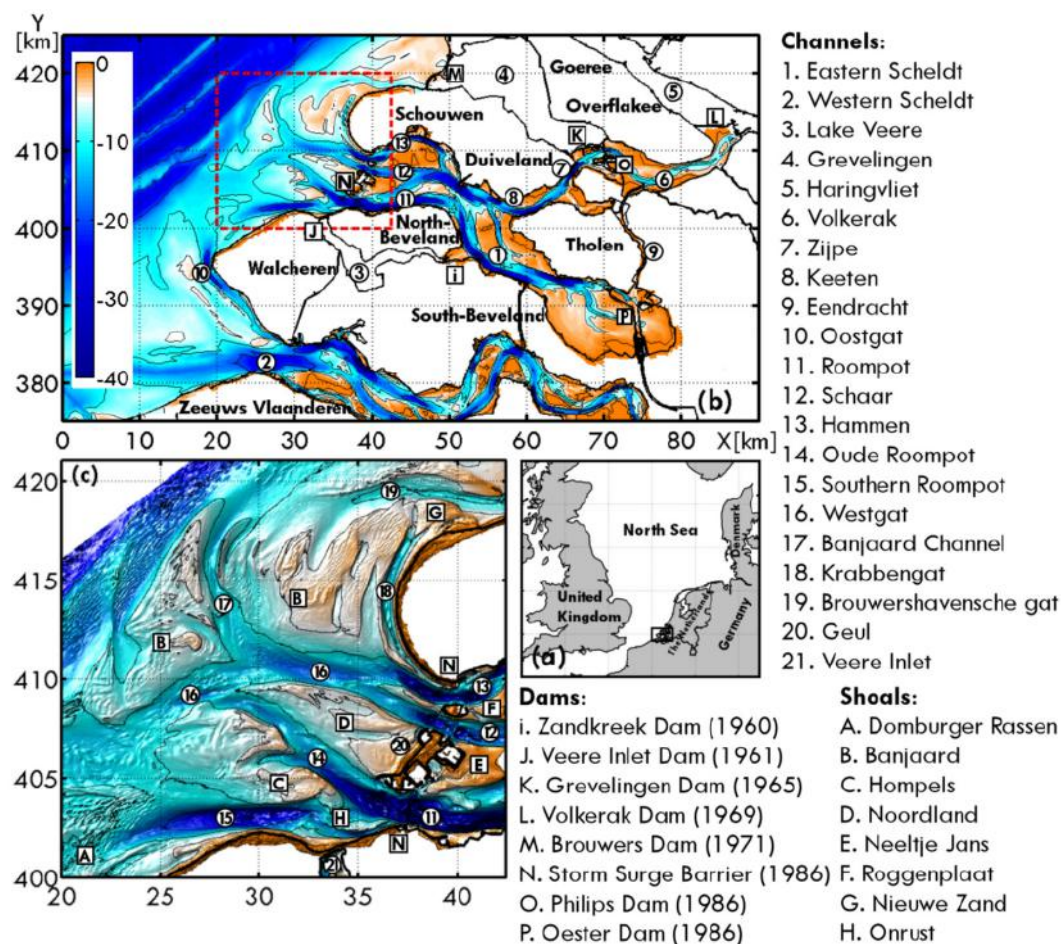 Y
[km]
420
410
400
390
380
0
-10
-20
-30
-40
M
4
Goeree
5
Overflakee
L
Schouwen
K
13
Duiveland
7
O
N
12
6
11
8
J
North-
Beveland
1
Tholen
9
10
Walcheren
3
i
South-Beveland
P
2
Zeeuws Vlaanderen
(b)
0 10 20 30 40 50 60 70 80 X[km]
Channels:
1. Eastern Scheldt
2. Western Scheldt
3. Lake Veere
4. Grevelingen
5. Haringvliet
6. Volkerak
7. Zijpe
8. Keeten
9. Eendracht
10. Oostgat
11. Roompot
12. Schaar
13. Hammen
14. Oude Roompot
15. Southern Roompot
16. Westgat
17. Banjaard Channel
18. Krabbengat
19. Brouwershavensche gat
20. Geul
21. Veere Inlet
(c)
420
415
410
405
400
19
G
17
B
18
B
16
N
16
13
F
D
12
20
14
E
C
15
H
11
A
N
21
20 25 30 35 40
North Sea
Denmark
United
Kingdom
The Netherlands
Germany
(a)
Dams:
i. Zandkreek Dam (1960)
J. Veere Inlet Dam (1961)
K. Grevelingen Dam (1965)
L. Volkerak Dam (1969)
M. Brouwers Dam (1971)
N. Storm Surge Barrier (1986)
O. Philips Dam (1986)
P. Oester Dam (1986)
Shoals:
A. Domburger Rassen
B. Banjaard
C. Hompels
D. Noordland
E. Neeltje Jans
F. Roggenplaat
G. Nieuwe Zand
H. Onrust